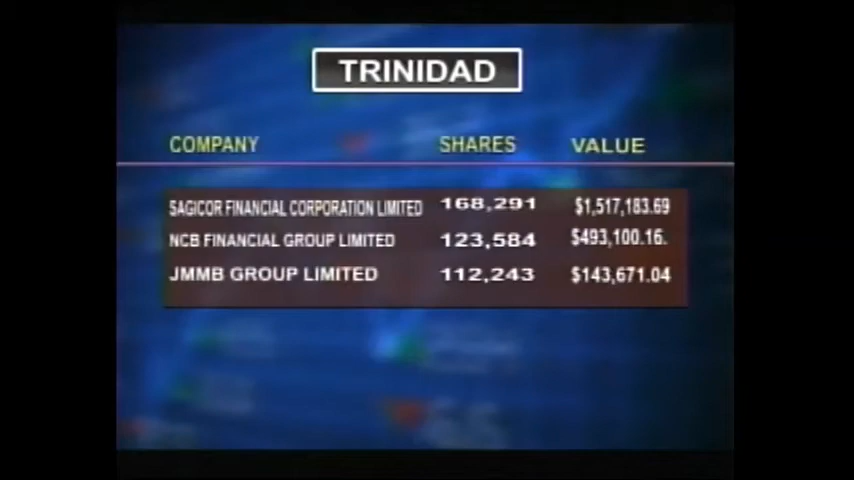 TRINIDAD
COMPANY SHARES VALUE
SAGICOR FINANCIAL CORPORATION LIMITED 168,291 $1,517,183.69
NCB FINANCIAL GROUP LIMITED 123,584 $493,100.16.
JMMB GROUP LIMITED 112,243 $143,671.04